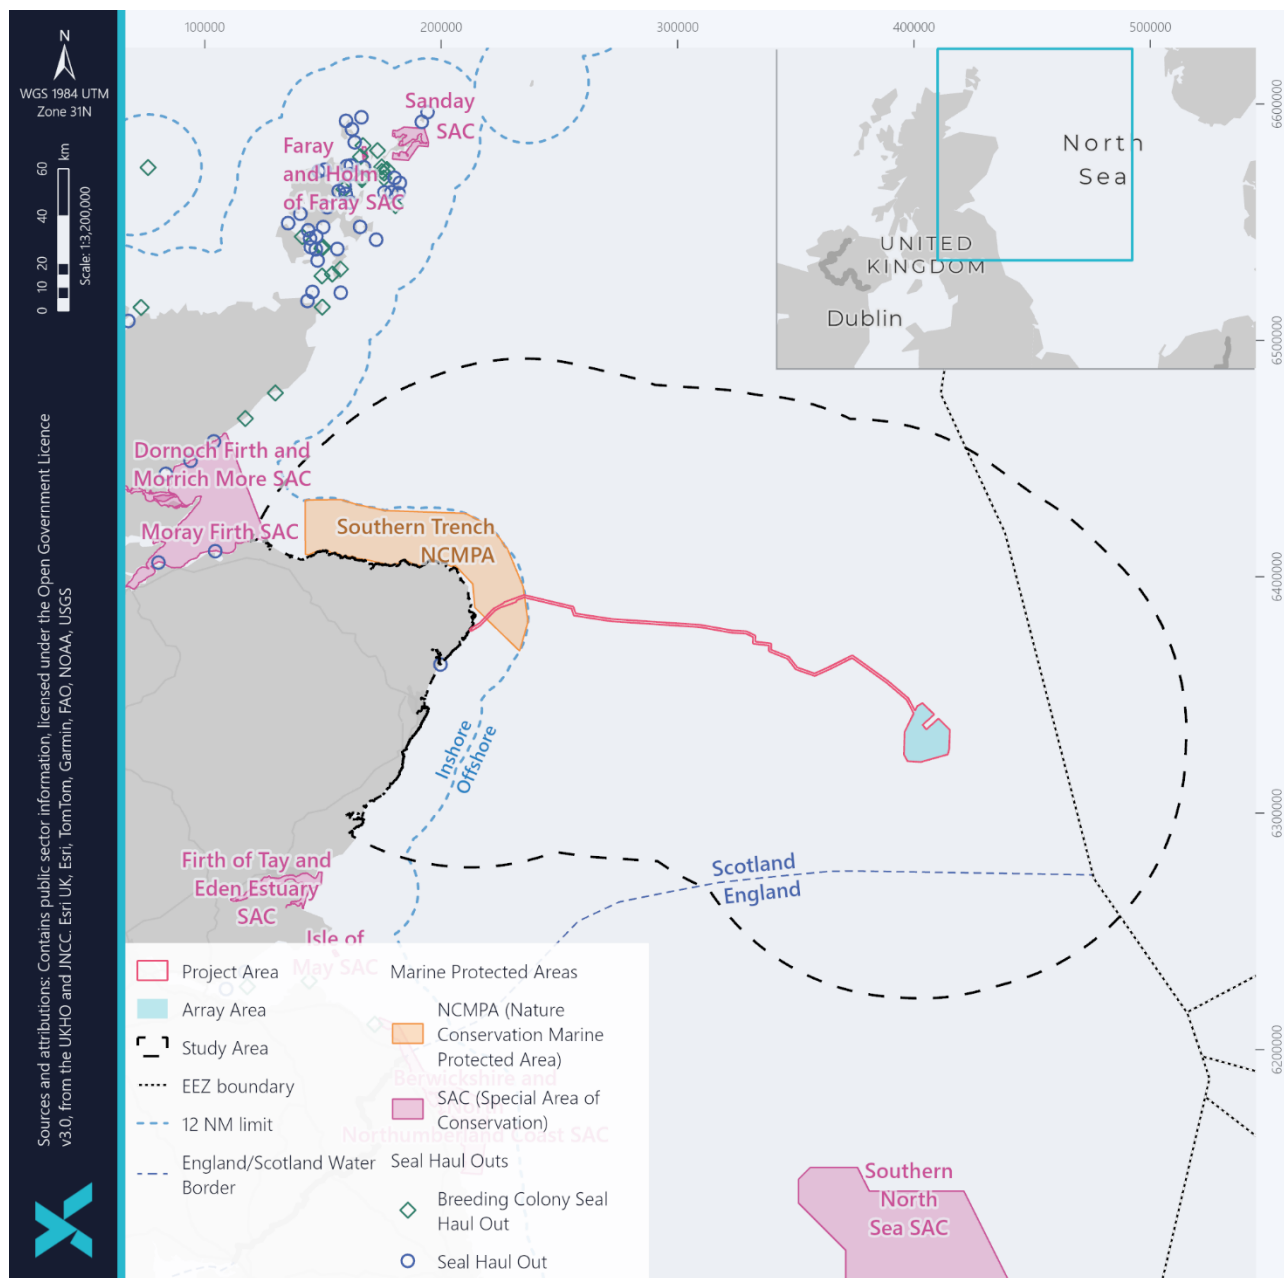 N
WGS 1984 UTM
Zone 31N
km
0 10 20 40 60
Scale: 1:3,200,000
Sources and attributions: Contains public sector information, licensed under the Open Government Licence
v3.0, from the UKHO and JNCC. Esri UK, Esri, TomTom, Garmin, FAO, NOAA, USGS
100000 200000 300000 400000 500000
6600000
6500000
6400000
6300000
6200000
North
Sea
UNITED
KINGDOM
Dublin
Sanday
SAC
Faray
and Holm
of Faray SAC
Dornoch Firth and
Morrich More SAC
Moray Firth SAC
Southern Trench
NCMPA
Inshore
Offshore
Scotland
England
Firth of Tay and
Eden Estuary
SAC
Isle of
May SAC
Berwickshire and
North
Northumberland Coast SAC
Southern
North
Sea SAC
Project Area
Array Area
Study Area
EEZ boundary
12 NM limit
England/Scotland Water
Border
Marine Protected Areas
NCMPA (Nature
Conservation Marine
Protected Area)
SAC (Special Area of
Conservation)
Seal Haul Outs
Breeding Colony Seal
Haul Out
Seal Haul Out